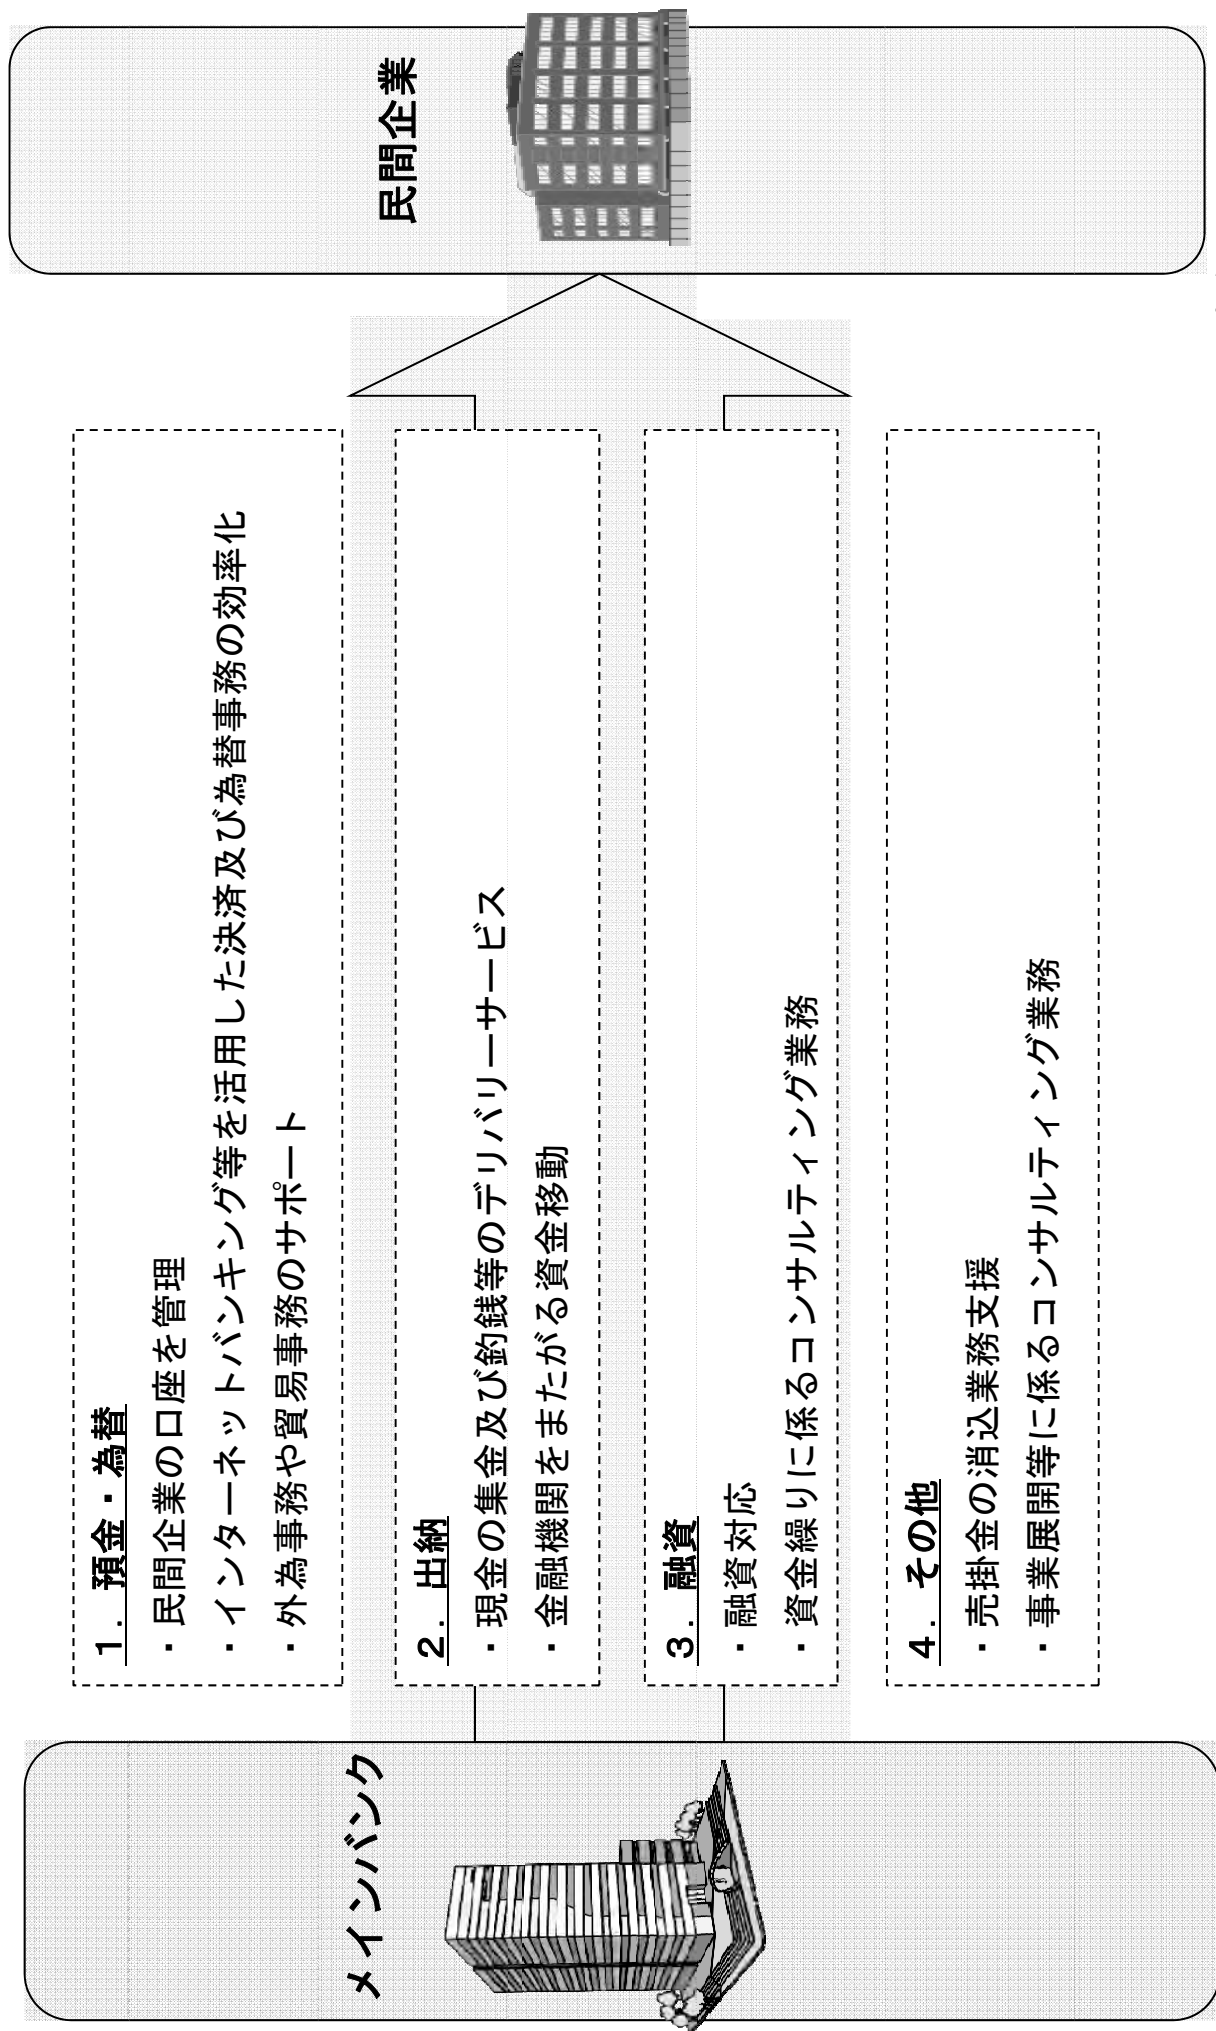 メインバンク
1．預金・為替
・民間企業の口座を管理
・インターネットバンキング等を活用した決済及び為替事務の効率化
・外為事務や貿易事務のサポート
2．出納
・現金の集金及び釣銭等のデリバリーサービス
・金融機関をまたがる資金移動
3．融資
・融資対応
・資金繰りに係るコンサルティング業務
4．その他
・売掛金の消込業務支援
・事業展開等に係るコンサルティング業務
民間企業